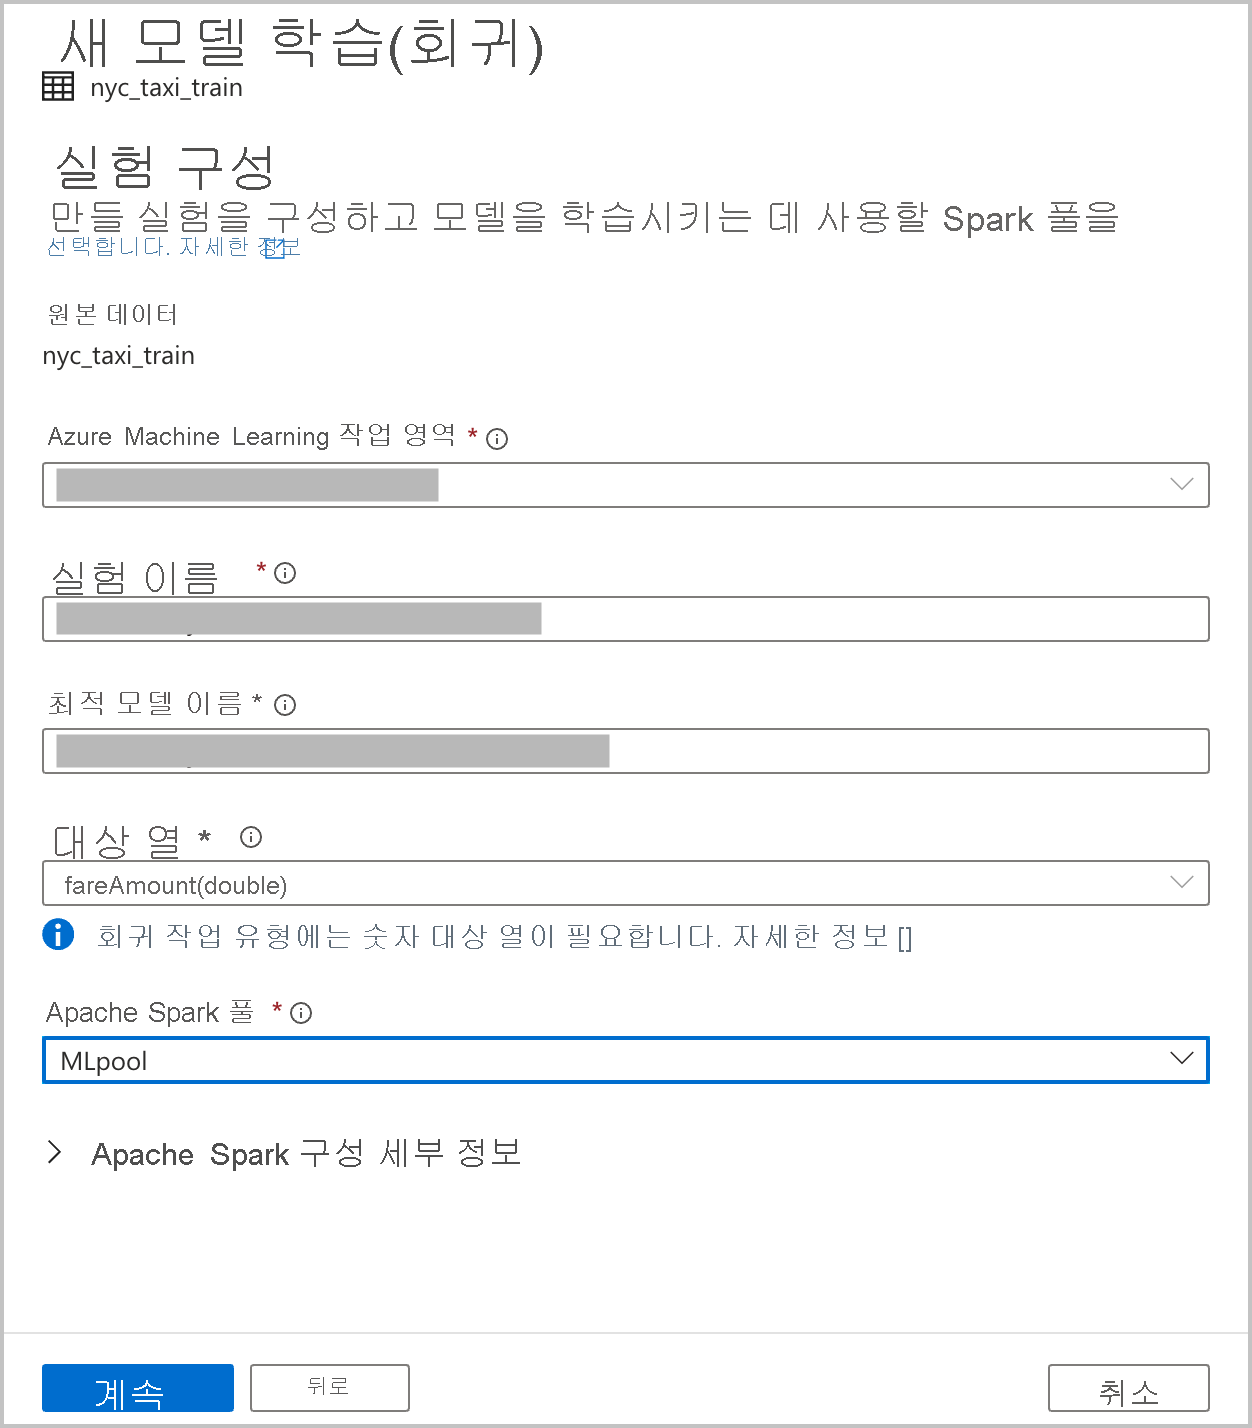 새 모델 학습(회귀)
nyc_taxi_train
실험 구성
만들 실험을 구성하고 모델을 학습시키는 데 사용할 Spark 풀을
선택합니다. 자세한 정보
원본 데이터
nyc_taxi_train
Azure Machine Learning 작업 영역 *
실험 이름 *
최적 모델 이름 *
대상 열 *
fareAmount(double)
회귀 작업 유형에는 숫자 대상 열이 필요합니다. 자세한 정보 []
Apache Spark 풀 *
MLpool
Apache Spark 구성 세부 정보
계속 뒤로 취소